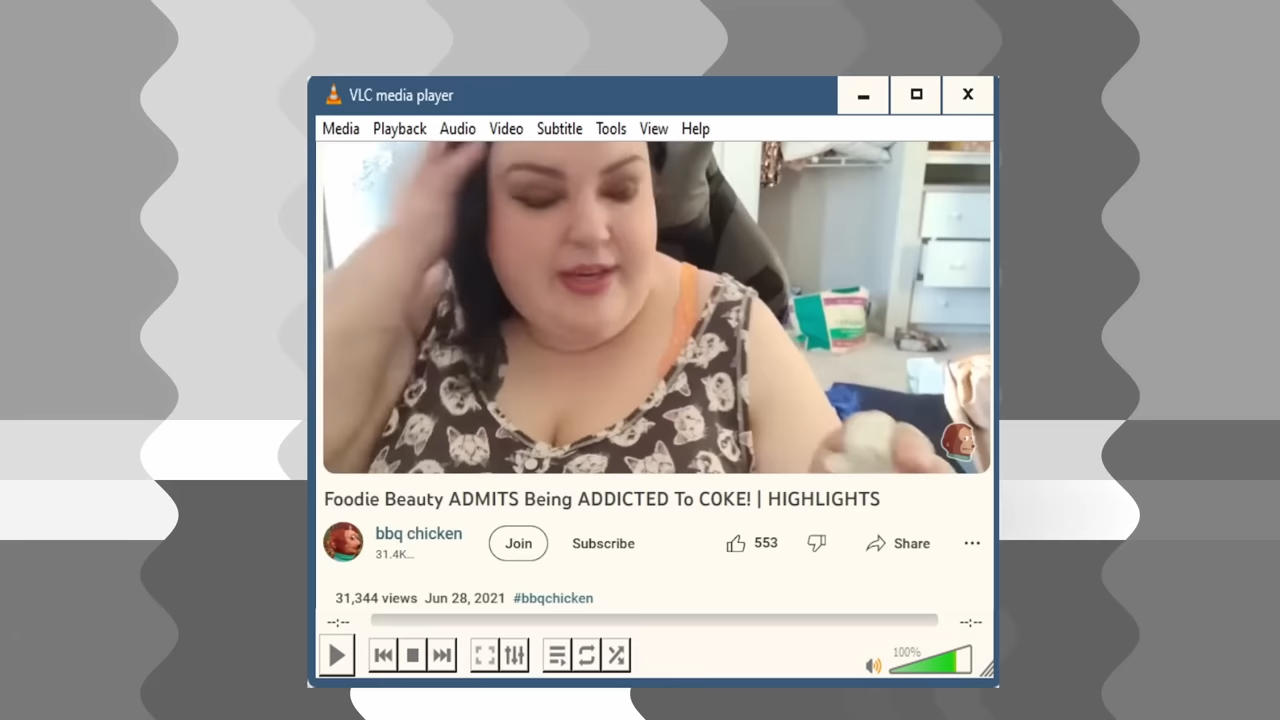 VLC media player
Media Playback Audio Video Subtitle Tools View Help
Foodie Beauty ADMITS Being ADDICTED To COKE! | HIGHLIGHTS
bbq chicken
31.4K...
Join
Subscribe
553
Share
31,344 views Jun 28, 2021 #bbqchicken
--:--
--:--
100%